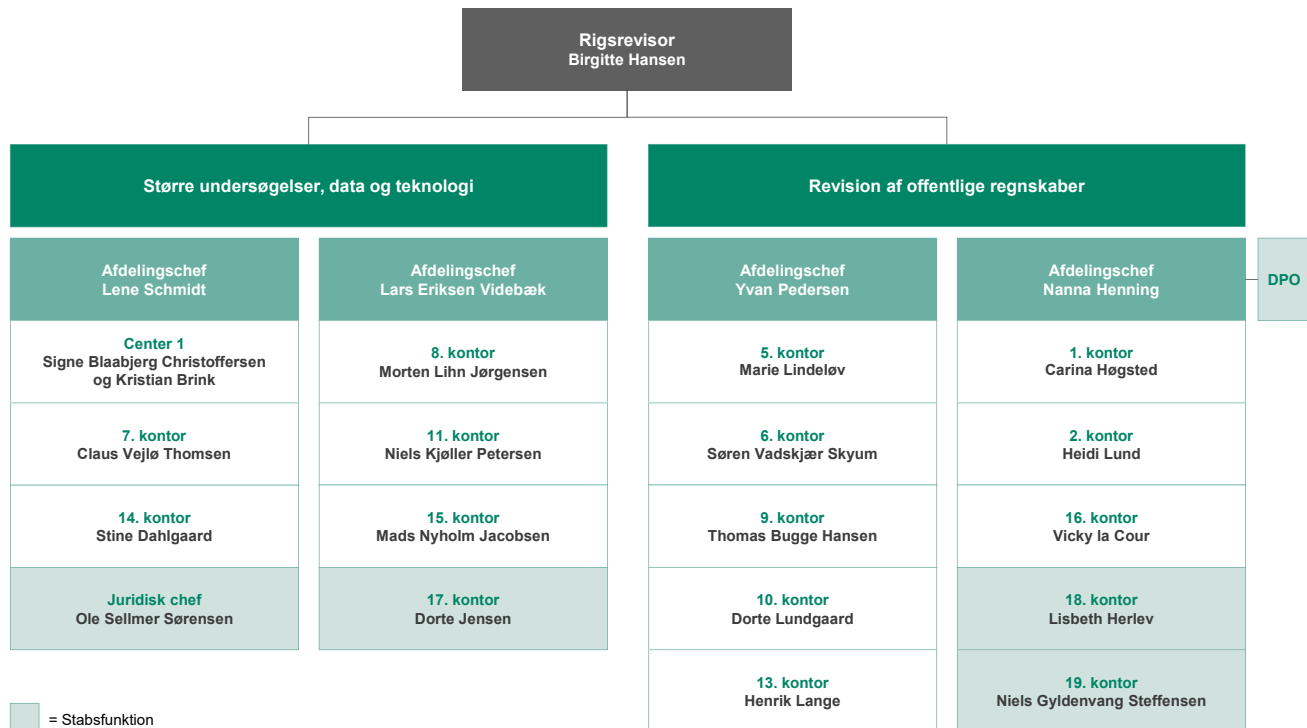 Rigsrevisor
Birgitte Hansen
Større undersøgelser, data og teknologi
Revision af offentlige regnskaber
Afdelingschef
Lene Schmidt
Afdelingschef
Lars Eriksen Videbæk
Afdelingschef
Yvan Pedersen
Afdelingschef
Nanna Henning
DPO
Center 1
Signe Blaabjerg Christoffersen
og Kristian Brink
8. kontor
Morten Lihn Jørgensen
5. kontor
Marie Lindeløv
1. kontor
Carina Høgsted
7. kontor
Claus Vejlø Thomsen
11. kontor
Niels Kjøller Petersen
6. kontor
Søren Vadskjær Skyum
2. kontor
Heidi Lund
14. kontor
Stine Dahlgaard
15. kontor
Mads Nyholm Jacobsen
9. kontor
Thomas Bugge Hansen
16. kontor
Vicky la Cour
Juridisk chef
Ole Sellmer Sørensen
17. kontor
Dorte Jensen
10. kontor
Dorte Lundgaard
18. kontor
Lisbeth Herlev
13. kontor
Henrik Lange
19. kontor
Niels Gyldenvang Steffensen
= Stabsfunktion